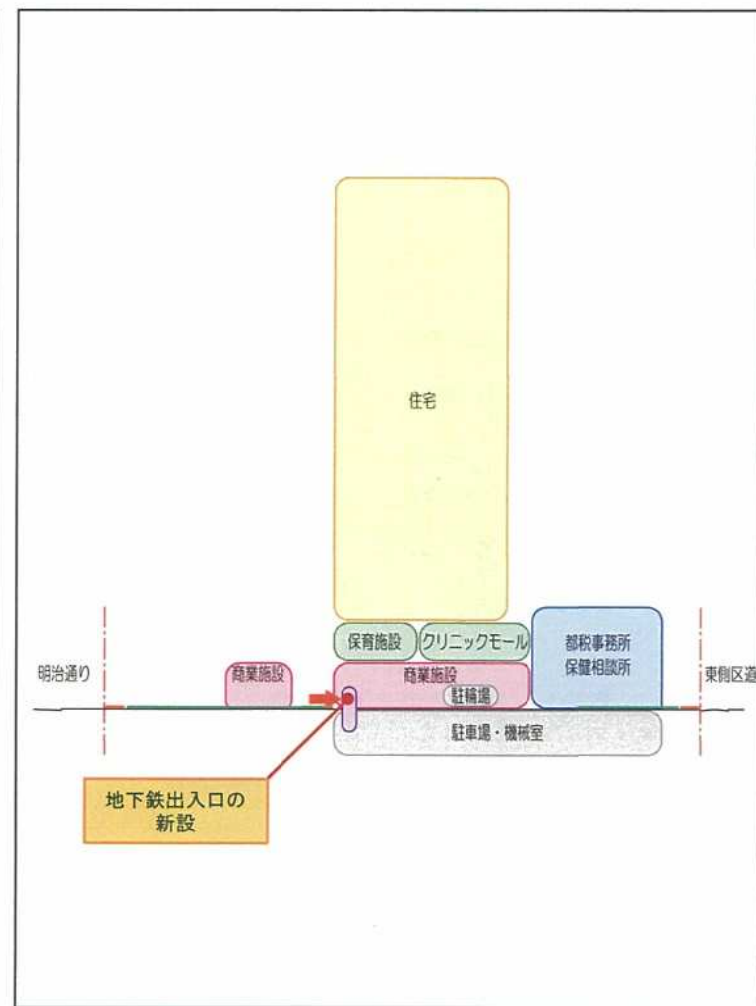 住宅
保育施設
クリニックモール
都税事務所
保健相談所
明治通り
商業施設
商業施設
東側区道
駐輪場
駐車場・機械室
地下鉄出入口の
新設